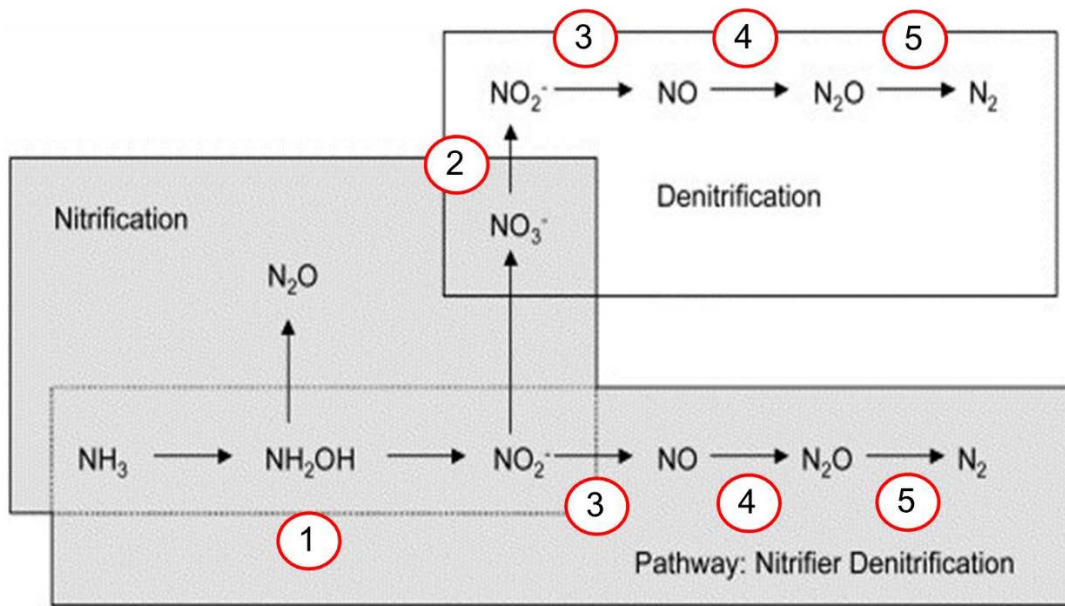 3 4 5
NO₂⁻ NO N₂O N₂
2
Denitrification
Nitrification
NO₃⁻
N₂O
NH₃ NH₂OH NO₂⁻ NO N₂O N₂
1 3 4 5
Pathway: Nitrifier Denitrification